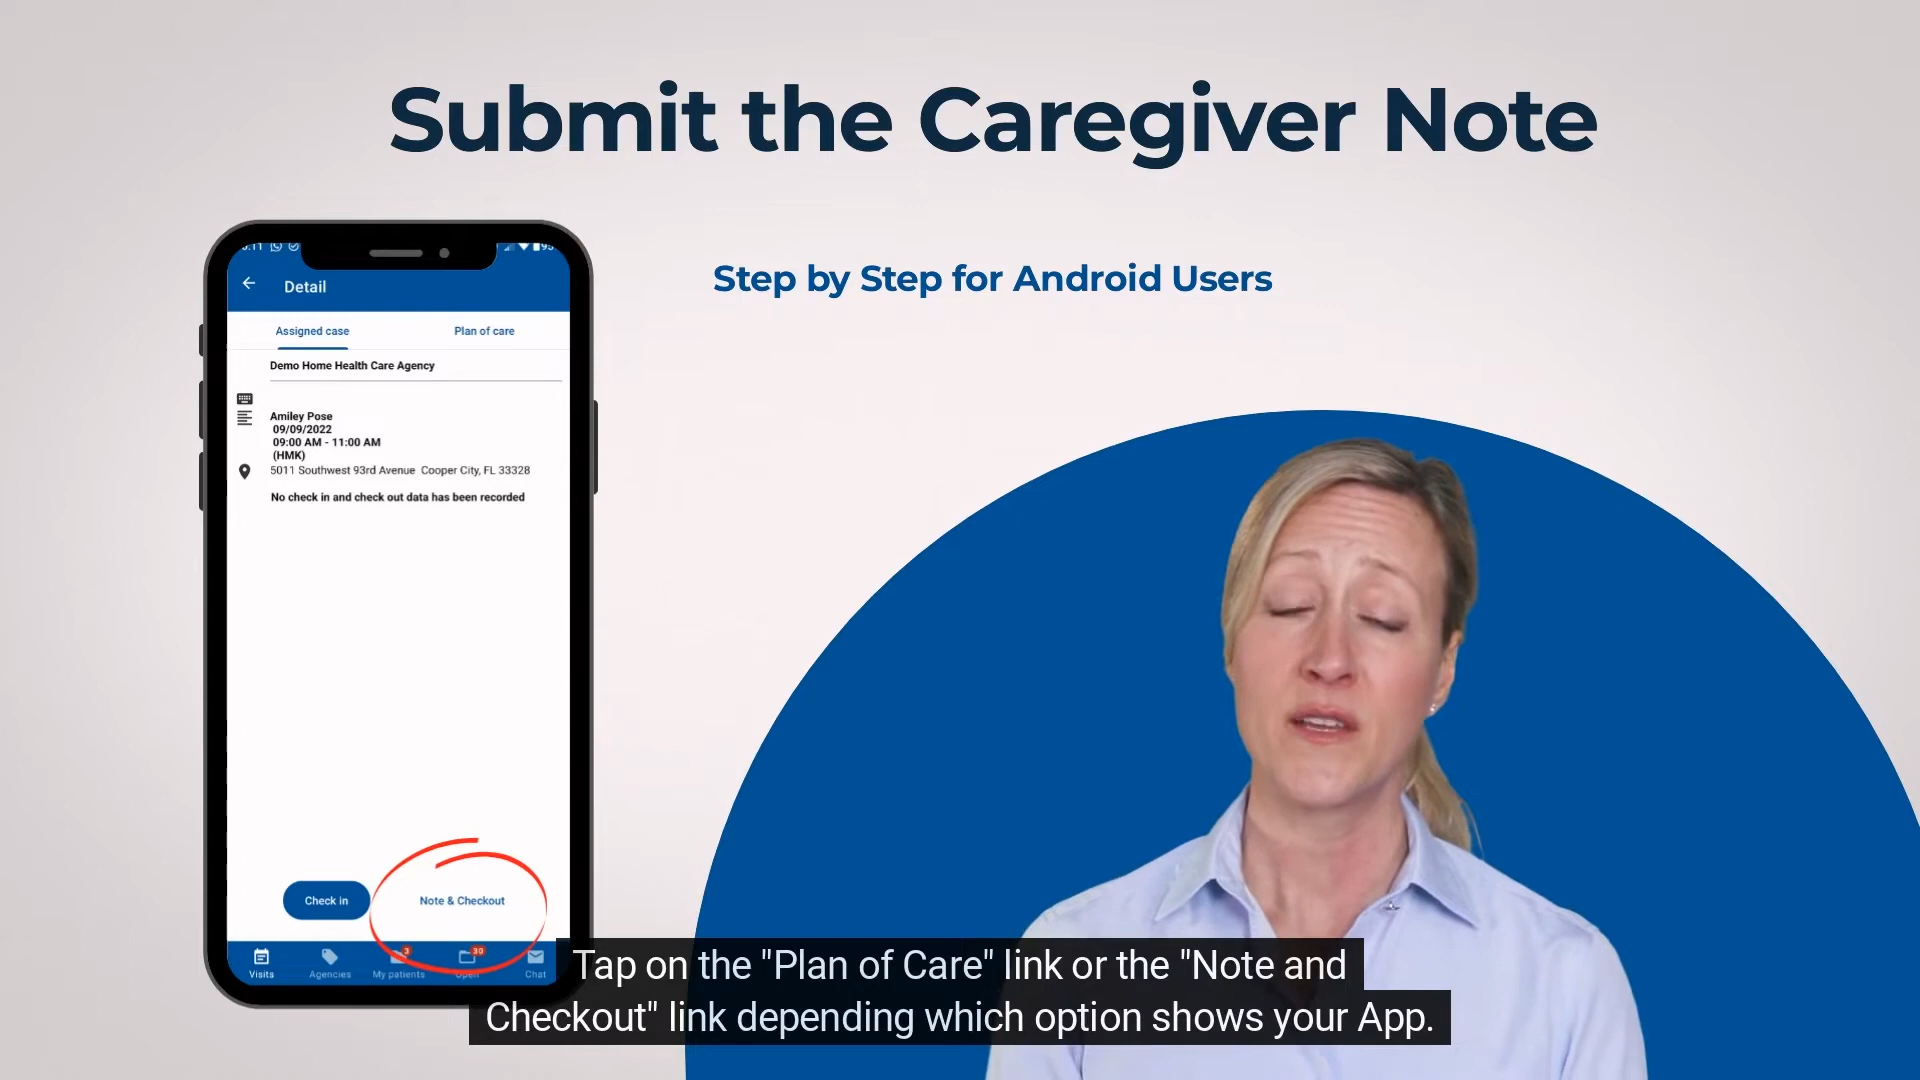 Submit the Caregiver Note
Step by Step for Android Users
Detail
Assigned case
Plan of care
Demo Home Health Care Agency
Amiley Pose
09/09/2022
09:00 AM - 11:00 AM
(HMK)
5011 Southwest 93rd Avenue Cooper City, FL 33328
No check in and check out data has been recorded
Check in
Note & Checkout
3
30
Visits
Agencies
My patients
Open
Chat
Tap on the "Plan of Care" link or the "Note and
Checkout" link depending which option shows your App.